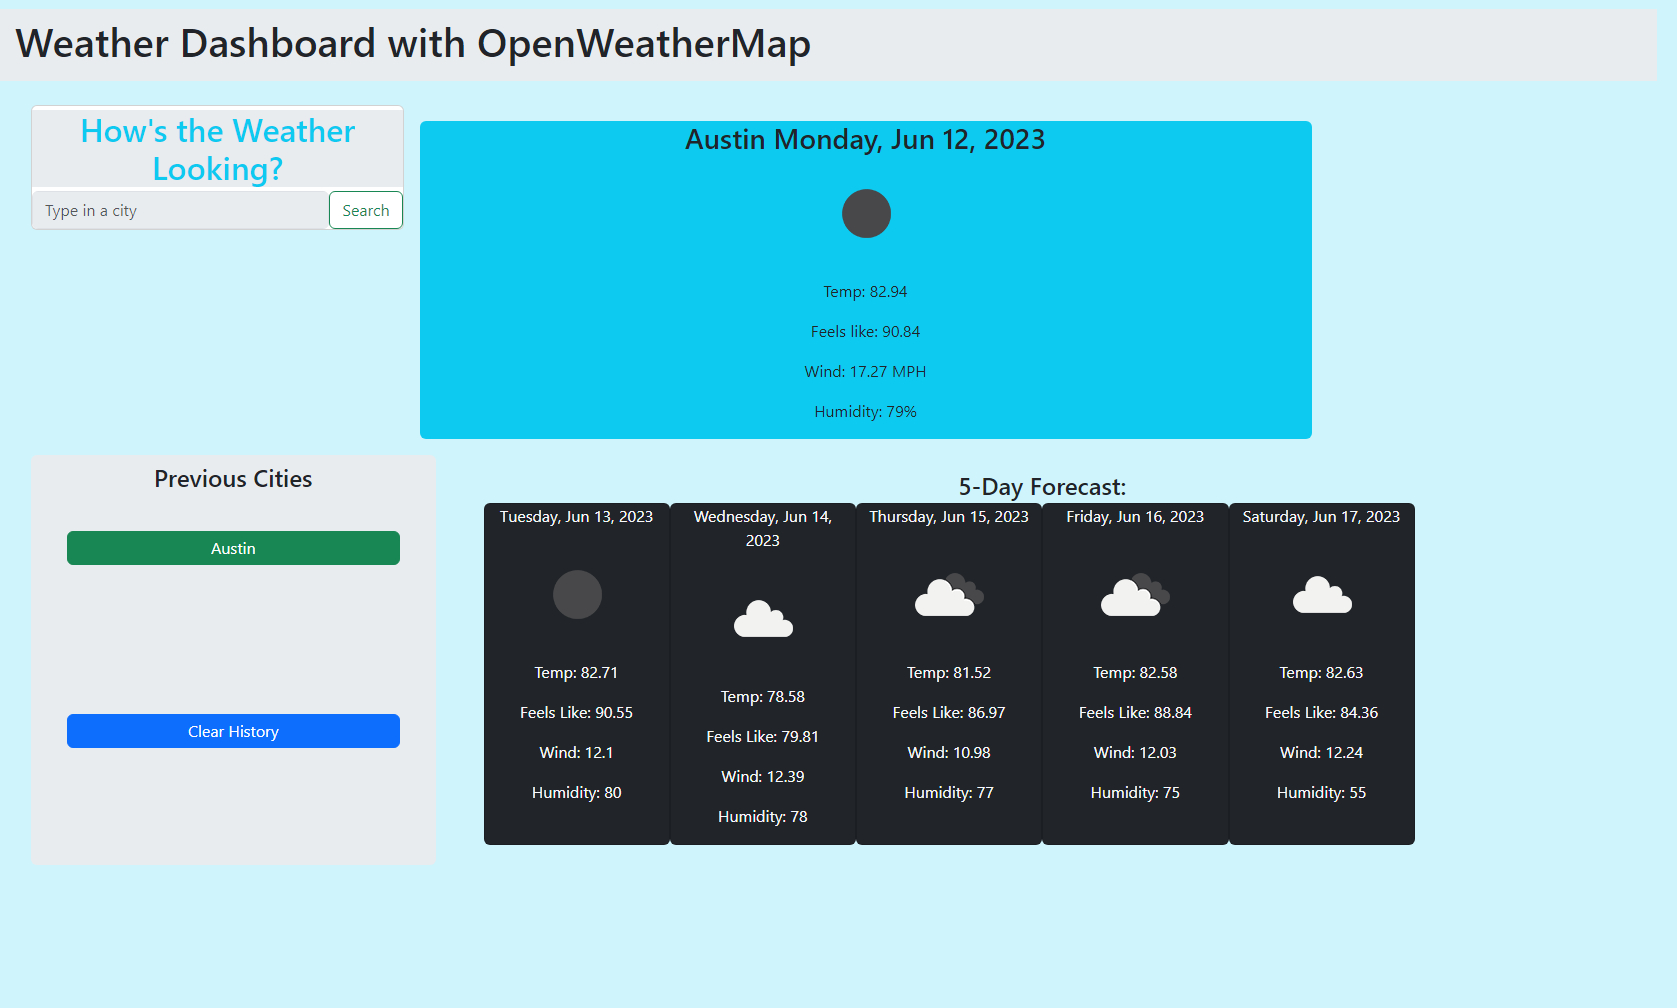 Weather Dashboard with OpenWeatherMap
How's the Weather
Looking?
Type in a city
Search
Austin Monday, Jun 12, 2023
Temp: 82.94
Feels like: 90.84
Wind: 17.27 MPH
Humidity: 79%
Previous Cities
Austin
Clear History
5-Day Forecast:
Tuesday, Jun 13, 2023
Temp: 82.71
Feels Like: 90.55
Wind: 12.1
Humidity: 80
Wednesday, Jun 14,
2023
Temp: 78.58
Feels Like: 79.81
Wind: 12.39
Humidity: 78
Thursday, Jun 15, 2023
Temp: 81.52
Feels Like: 86.97
Wind: 10.98
Humidity: 77
Friday, Jun 16, 2023
Temp: 82.58
Feels Like: 88.84
Wind: 12.03
Humidity: 75
Saturday, Jun 17, 2023
Temp: 82.63
Feels Like: 84.36
Wind: 12.24
Humidity: 55